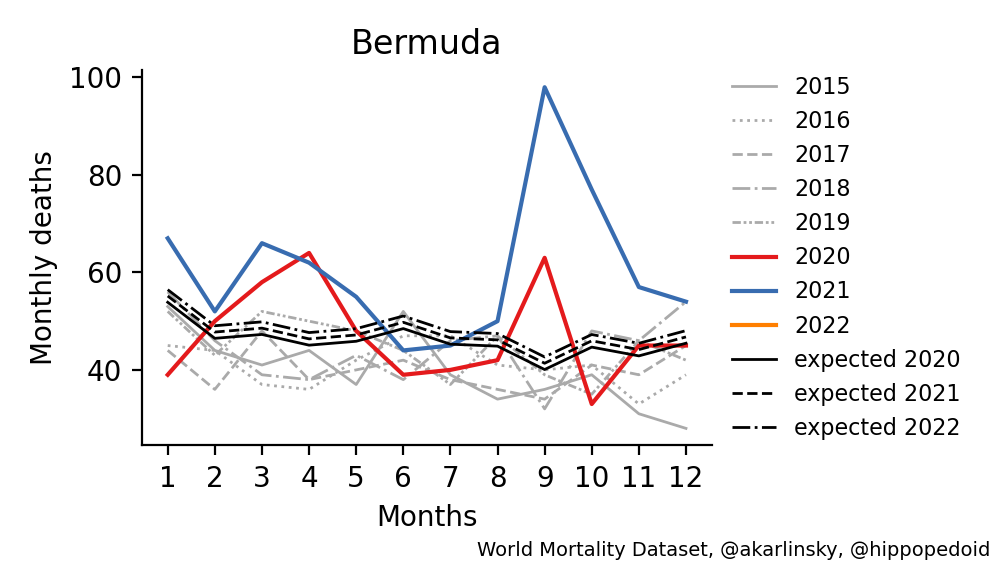 Bermuda
Monthly deaths
100
80
60
40
1 2 3 4 5 6 7 8 9 10 11 12
Months
2015
2016
2017
2018
2019
2020
2021
2022
expected 2020
expected 2021
expected 2022
World Mortality Dataset, @akarlinsky, @hippopedoid